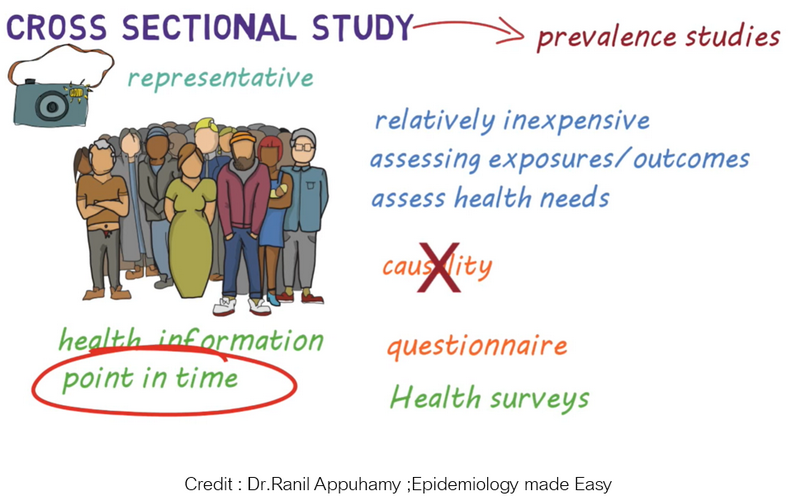 CROSS SECTIONAL STUDY
prevalence studies
representative
relatively inexpensive
assessing exposures/outcomes
assess health needs
causality
health information
point in time
questionnaire
Health surveys
Credit : Dr.Ranil Appuhamy ;Epidemiology made Easy